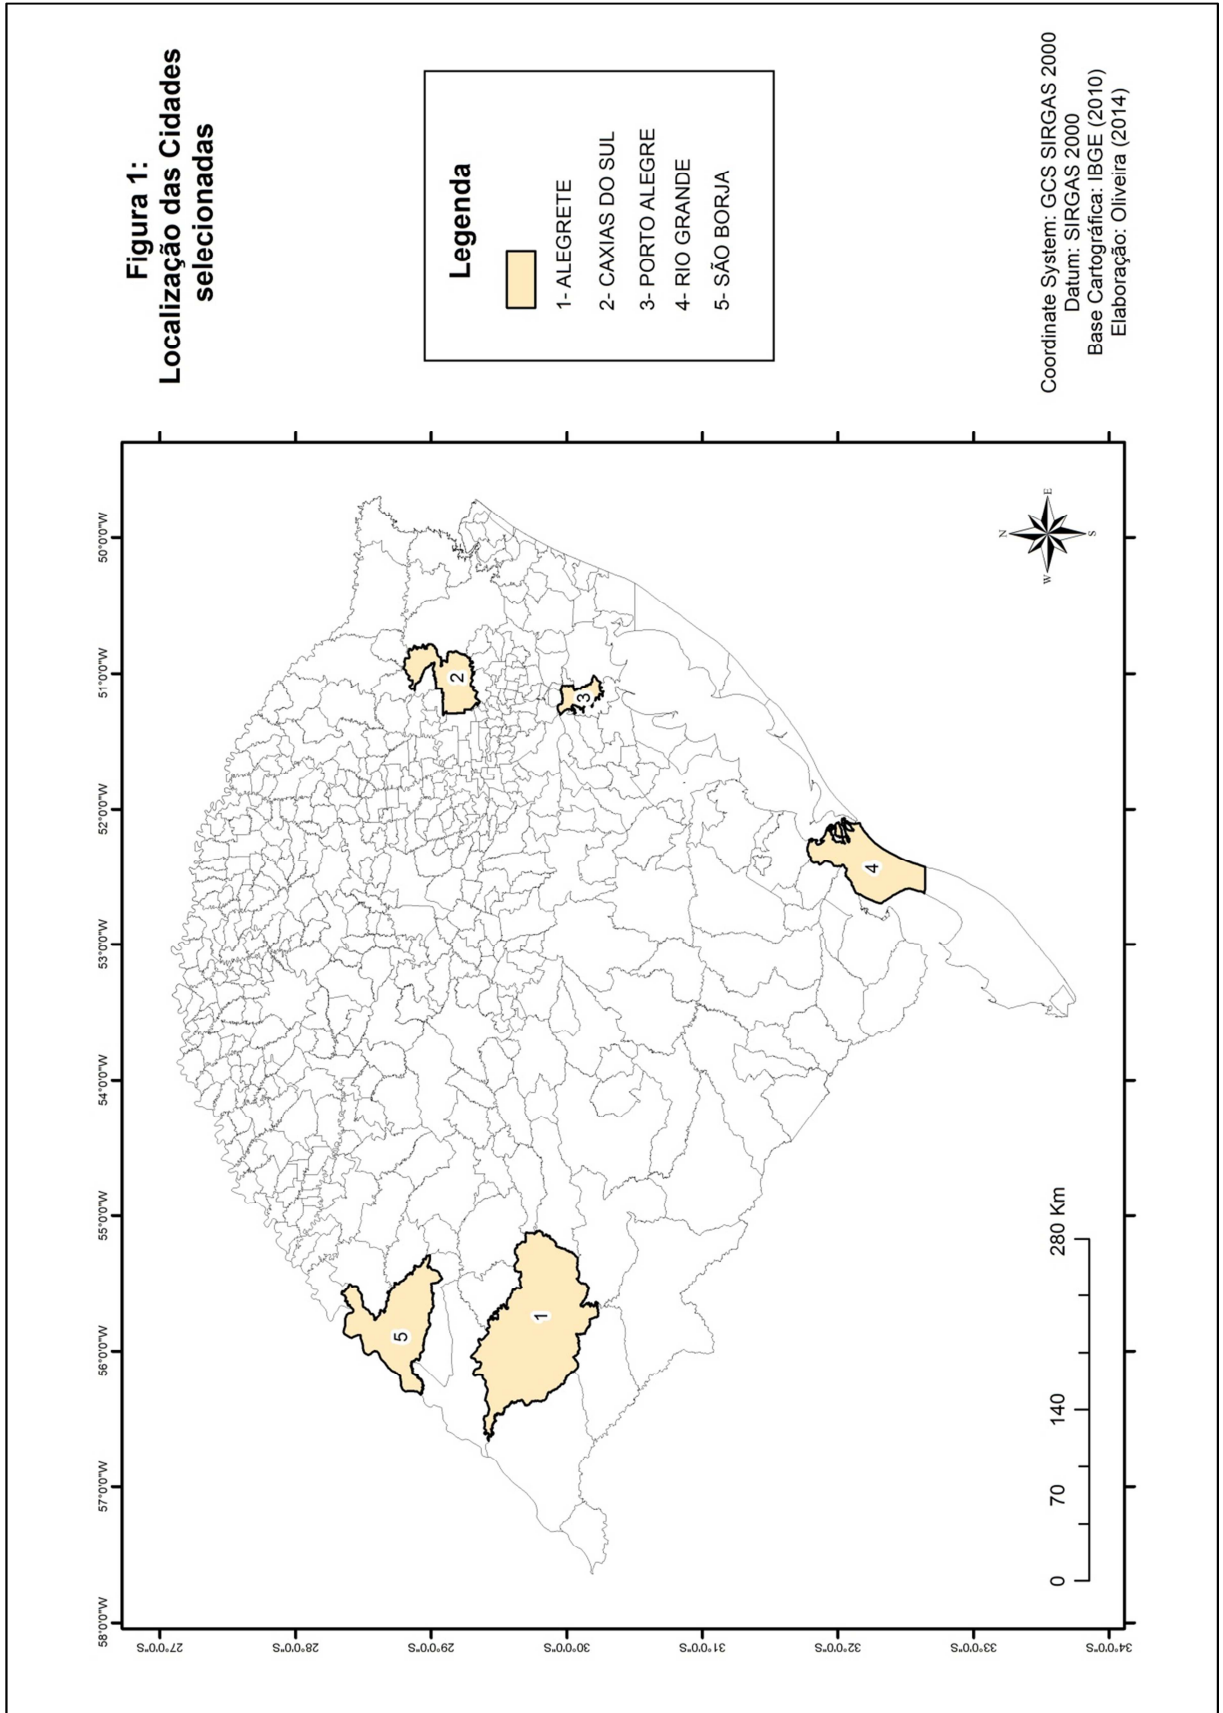 Figura 1:
Localização das Cidades
selecionadas
Legenda
1- ALEGRETE
2- CAXIAS DO SUL
3- PORTO ALEGRE
4- RIO GRANDE
5- SÃO BORJA
Coordinate System: GCS SIRGAS 2000
Datum: SIRGAS 2000
Base Cartográfica: IBGE (2010)
Elaboração: Oliveira (2014)
58°0'0"W
57°0'0"W
56°0'0"W
55°0'0"W
54°0'0"W
53°0'0"W
52°0'0"W
51°0'0"W
50°0'0"W
27°0'0"S
28°0'0"S
29°0'0"S
30°0'0"S
31°0'0"S
32°0'0"S
33°0'0"S
34°0'0"S
5
1
2
3
4
N
W
E
S
0
70
140
280 Km